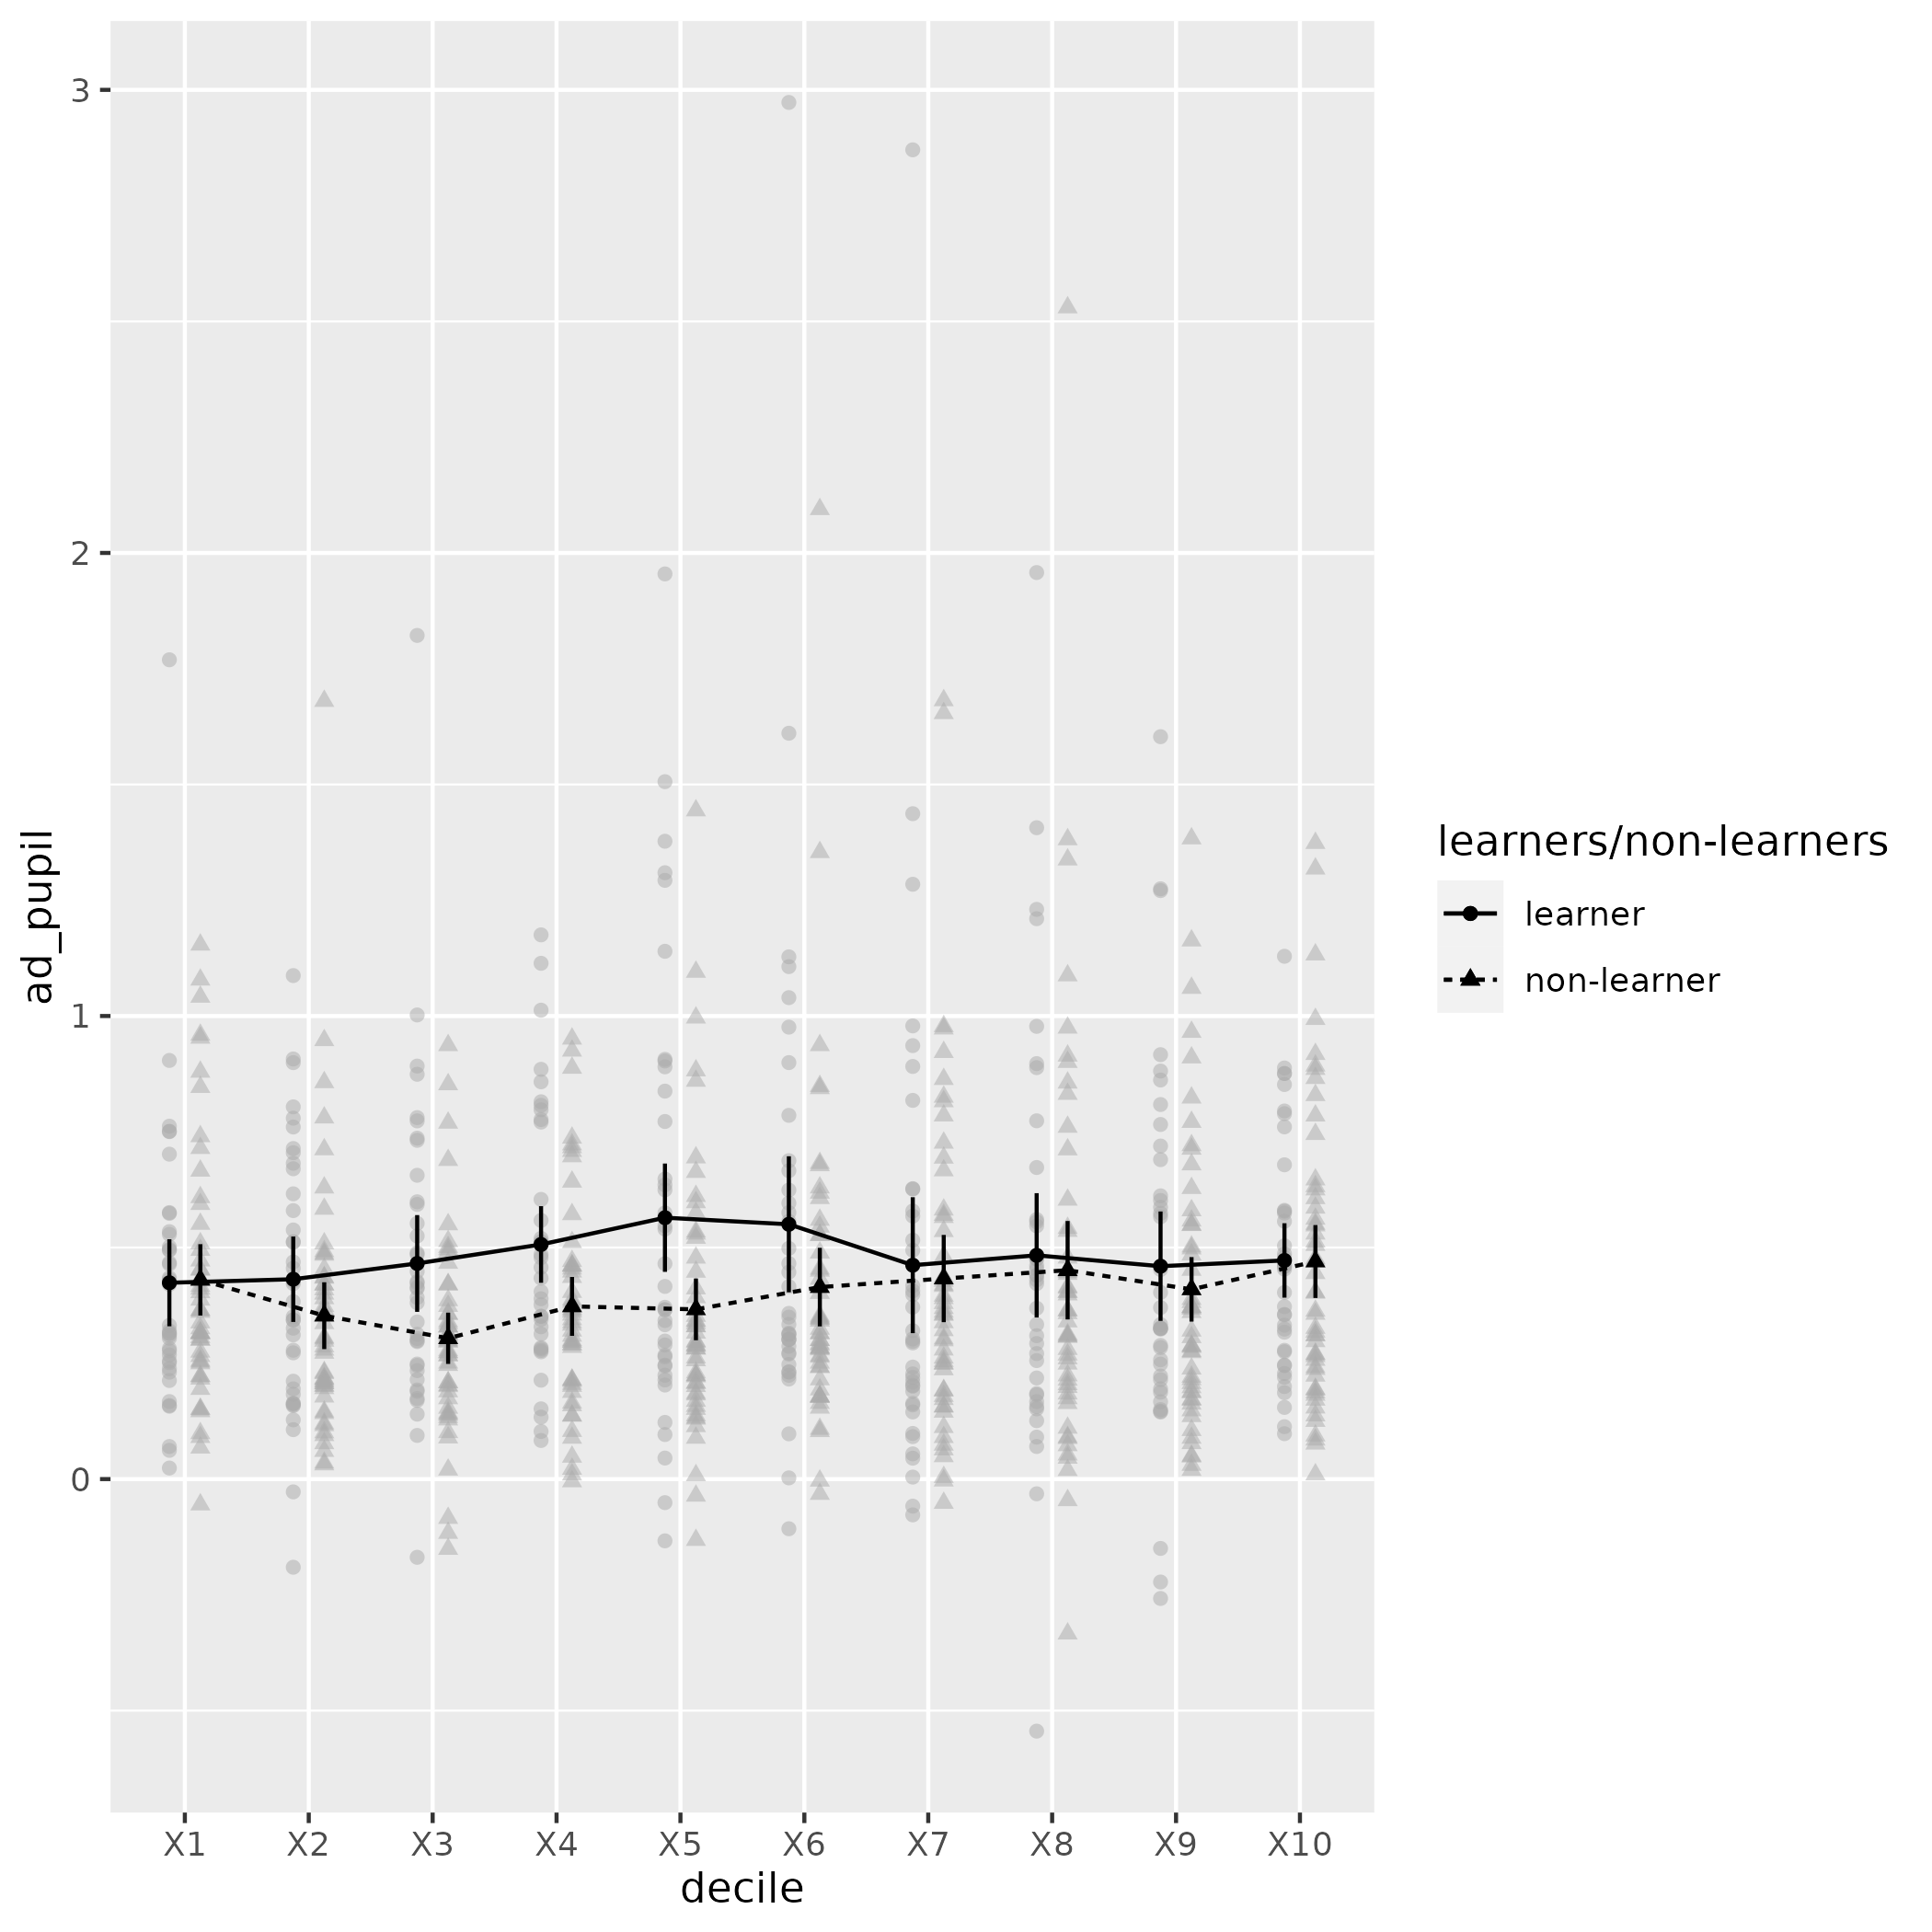 3
2
1
0
ad_pupil
X1 X2 X3 X4 X5 X6 X7 X8 X9 X10
decile
learners/non-learners
learner
non-learner